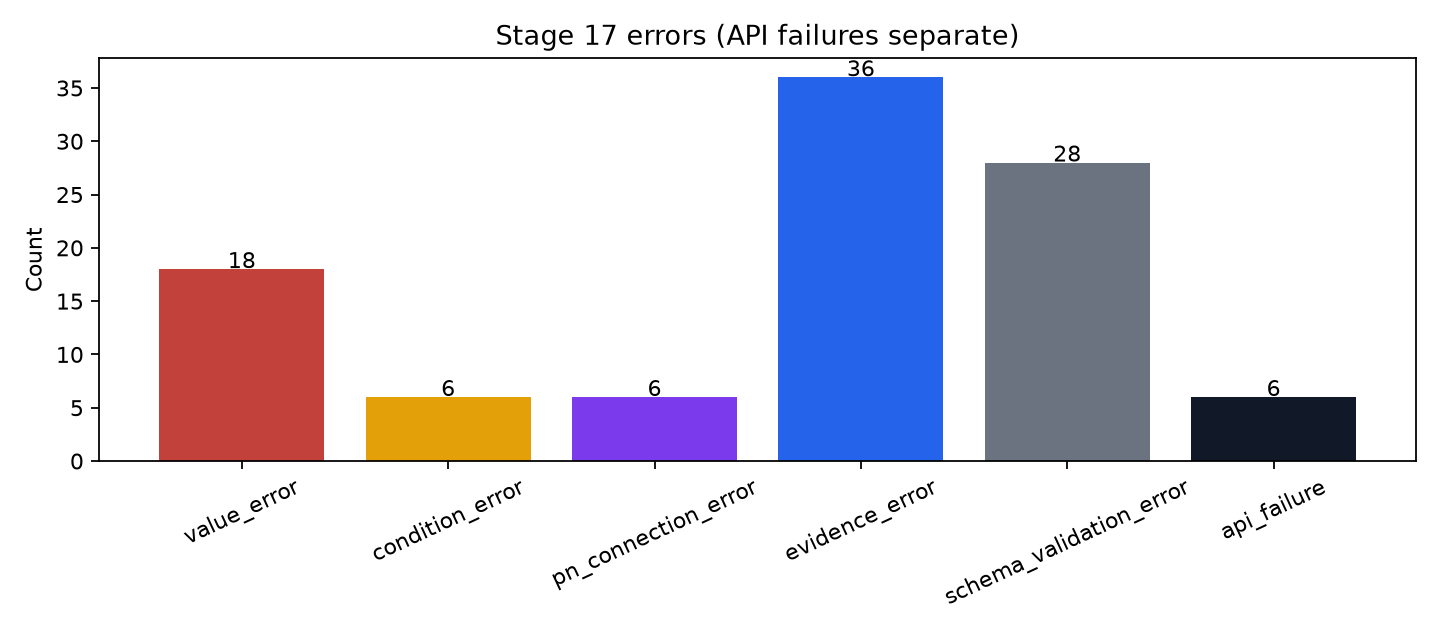 Stage 17 errors (API failures separate)
Count
35
30
25
20
15
10
5
0
18
6
6
36
28
6
value_error
condition_error
pn_connection_error
evidence_error
schema_validation_error
api_failure